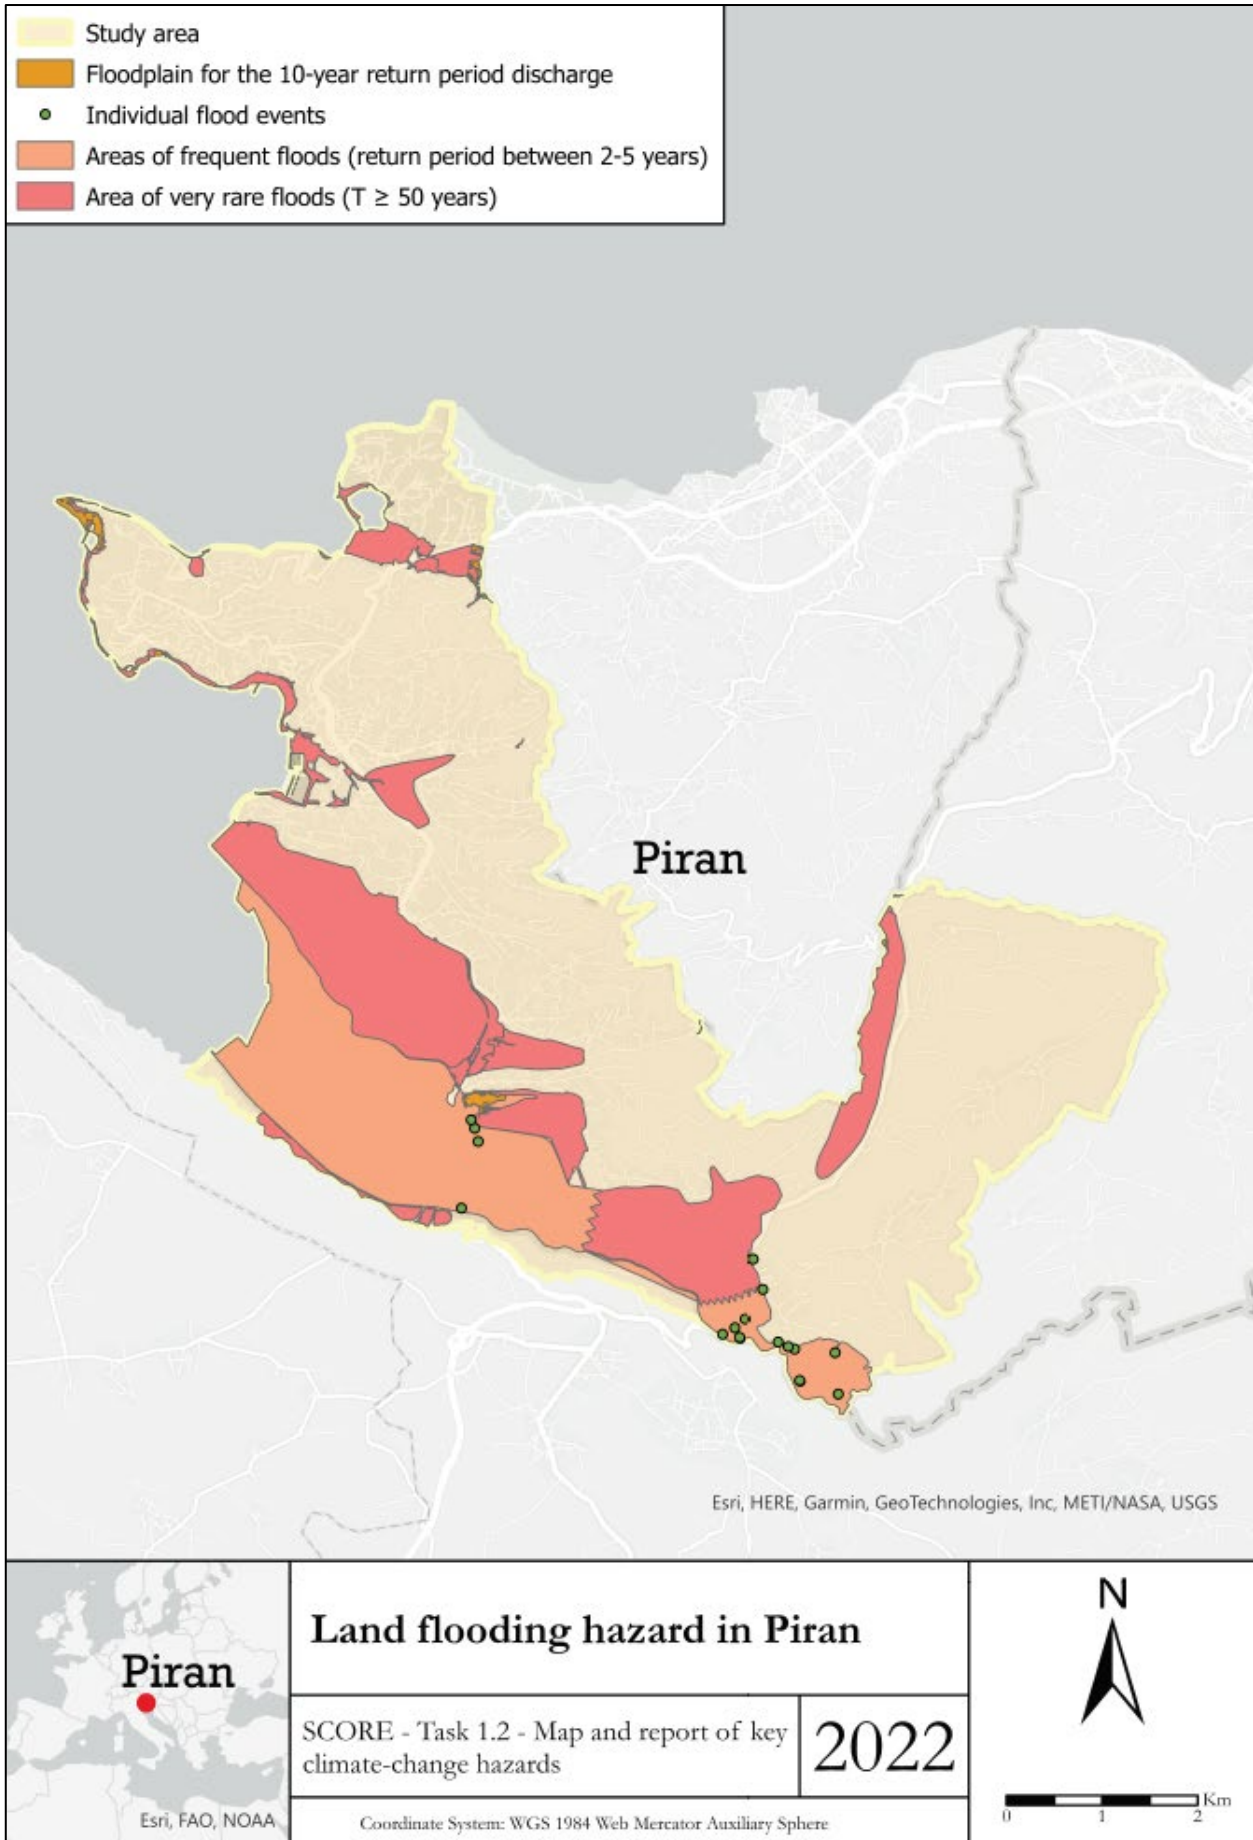 Study area
Floodplain for the 10-year return period discharge
Individual flood events
Areas of frequent floods (return period between 2-5 years)
Area of very rare floods (T ≥ 50 years)
Piran
Esri, HERE, Garmin, GeoTechnologies, Inc, METI/NASA, USGS
Piran
Esri, FAO, NOAA
Land flooding hazard in Piran
SCORE - Task 1.2 - Map and report of key
climate-change hazards
2022
Coordinate System: WGS 1984 Web Mercator Auxiliary Sphere
N
Km
0 1 2